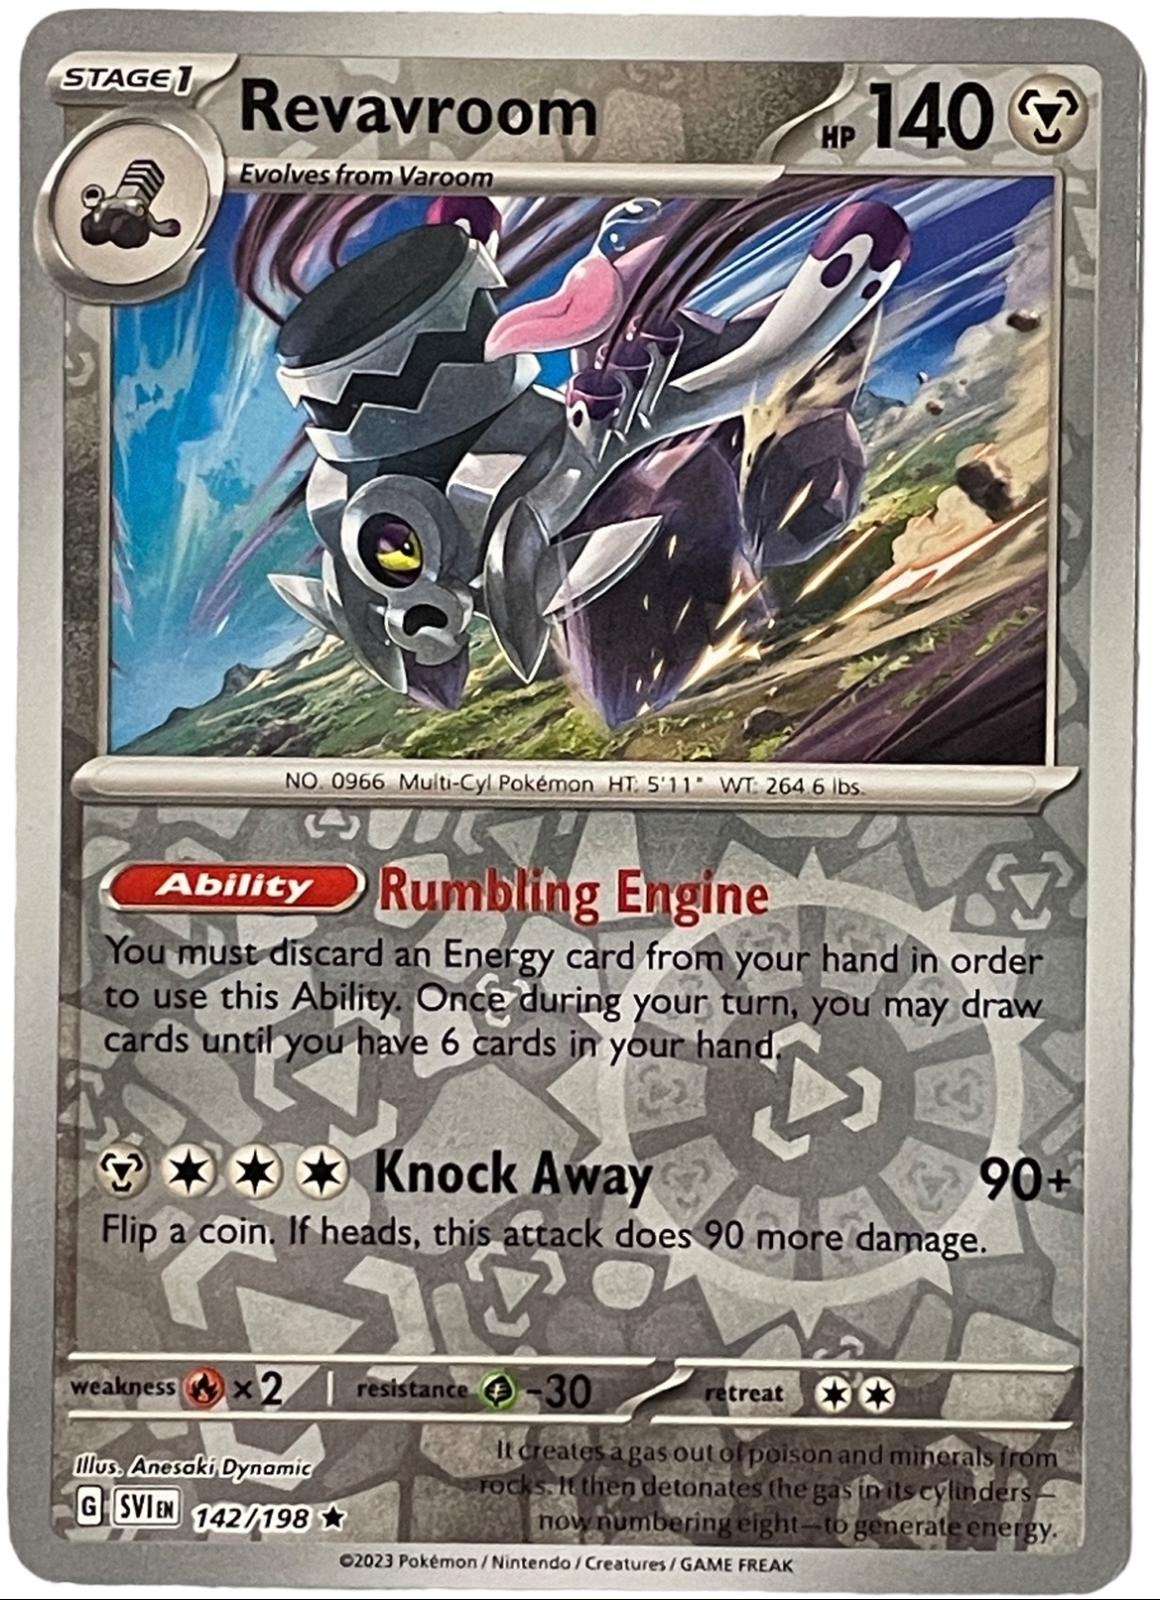 STAGE 1
Revavroom
HP 140
Evolves from Varoom
NO. 0966 Multi-Cyl Pokémon HT: 5'11" WT: 264.6 lbs.
Ability Rumbling Engine
You must discard an Energy card from your hand in order
to use this Ability. Once during your turn, you may draw
cards until you have 6 cards in your hand.
Knock Away 90+
Flip a coin. If heads, this attack does 90 more damage.
weakness ×2 resistance -30 retreat
Illus. Anesaki Dynamic
It creates a gas out of poison and minerals from
rocks. It then detonates the gas in its cylinders—
now numbering eight—to generate energy.
G SVI EN 142/198 ★
©2023 Pokémon / Nintendo / Creatures / GAME FREAK